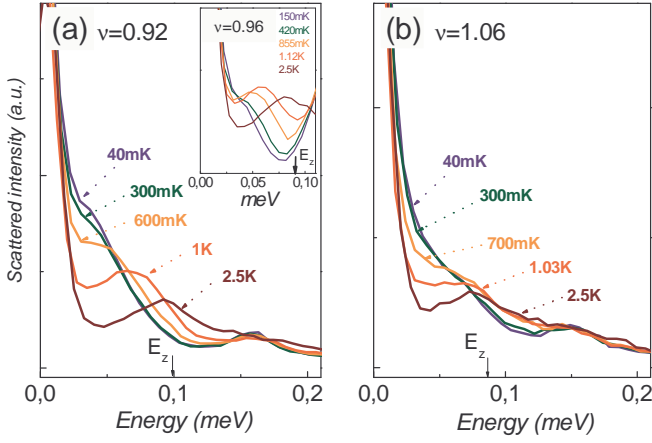 (a) ν=0.92
ν=0.96
150mK
420mK
855mK
1.12K
2.5K
E_z
0,00 0,05 0,10
meV
40mK
300mK
600mK
1K
2.5K
E_z
0,0 0,1 0,2
Energy (meV)
Scattered intensity (a.u.)
(b) ν=1.06
40mK
300mK
700mK
1.03K
2.5K
E_z
0,0 0,1 0,2
Energy (meV)